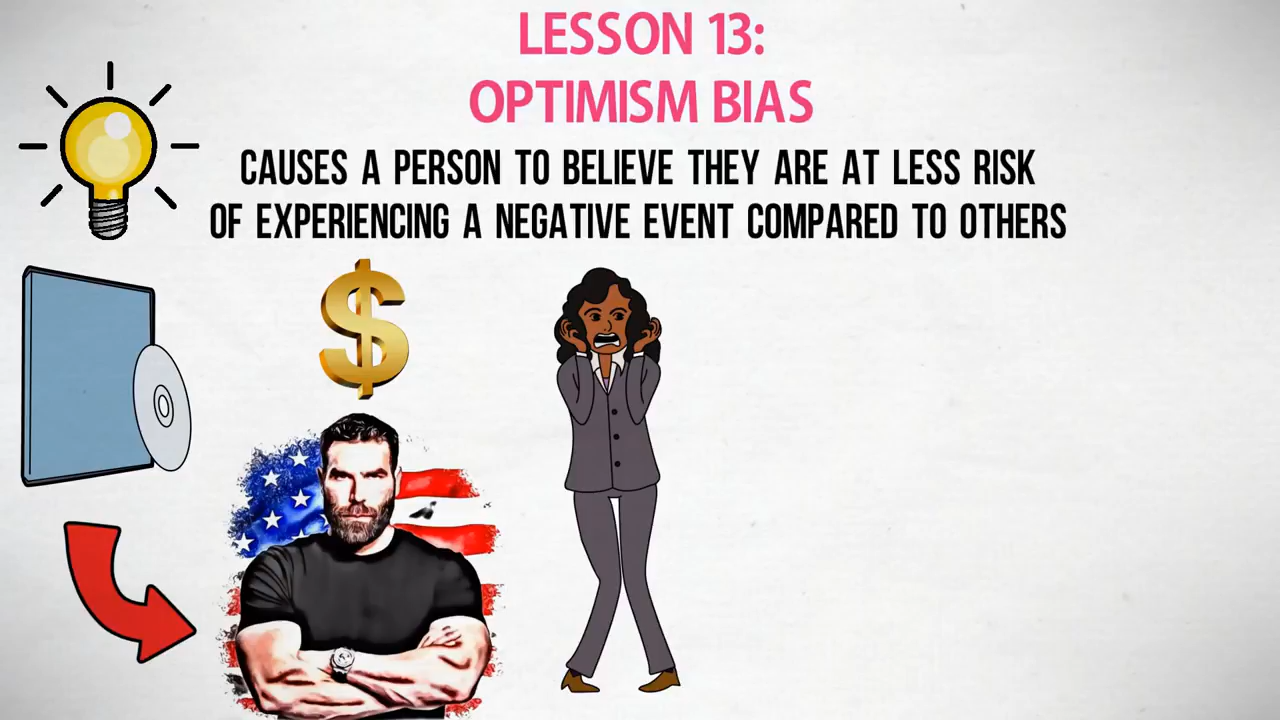 LESSON 13:
OPTIMISM BIAS
CAUSES A PERSON TO BELIEVE THEY ARE AT LESS RISK
OF EXPERIENCING A NEGATIVE EVENT COMPARED TO OTHERS
$